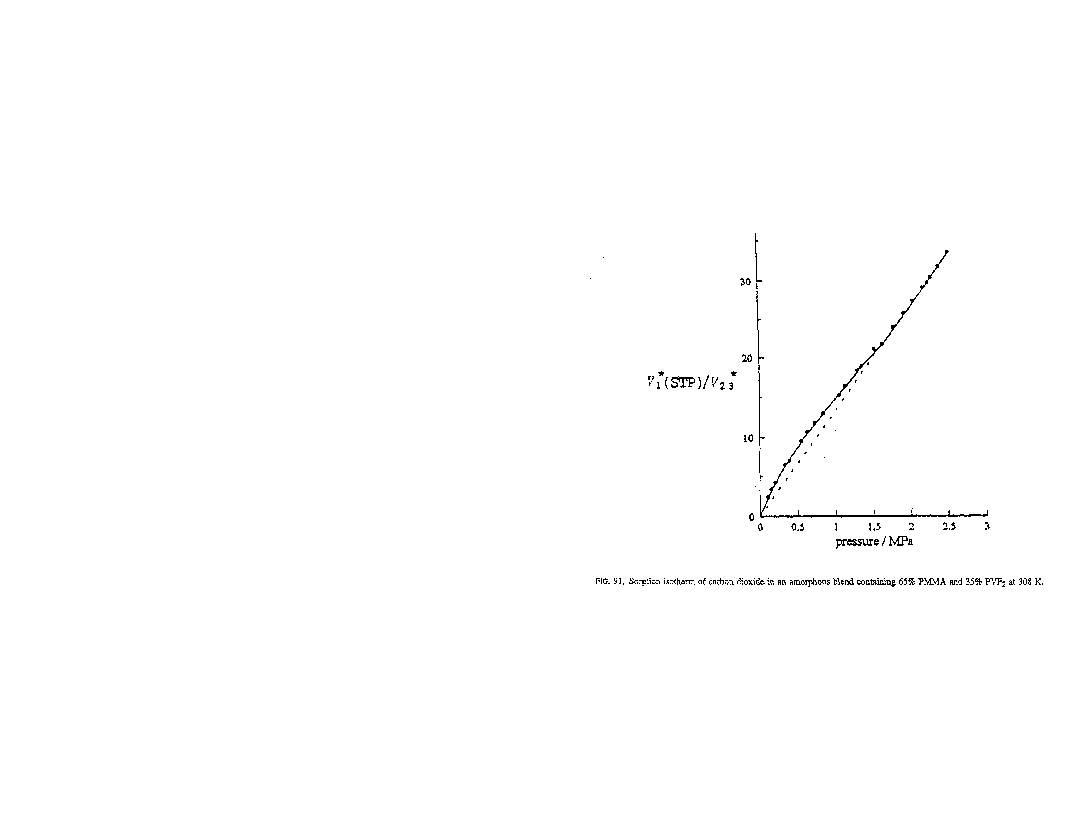 30
20
V₁*(STP)/V₂₃*
10
0
0 0.5 1 1.5 2 2.5 3
pressure / MPa
FIG. 91. Sorption isotherm of carbon dioxide in an amorphous blend containing 65% PMMA and 35% PVF₂ at 308 K.